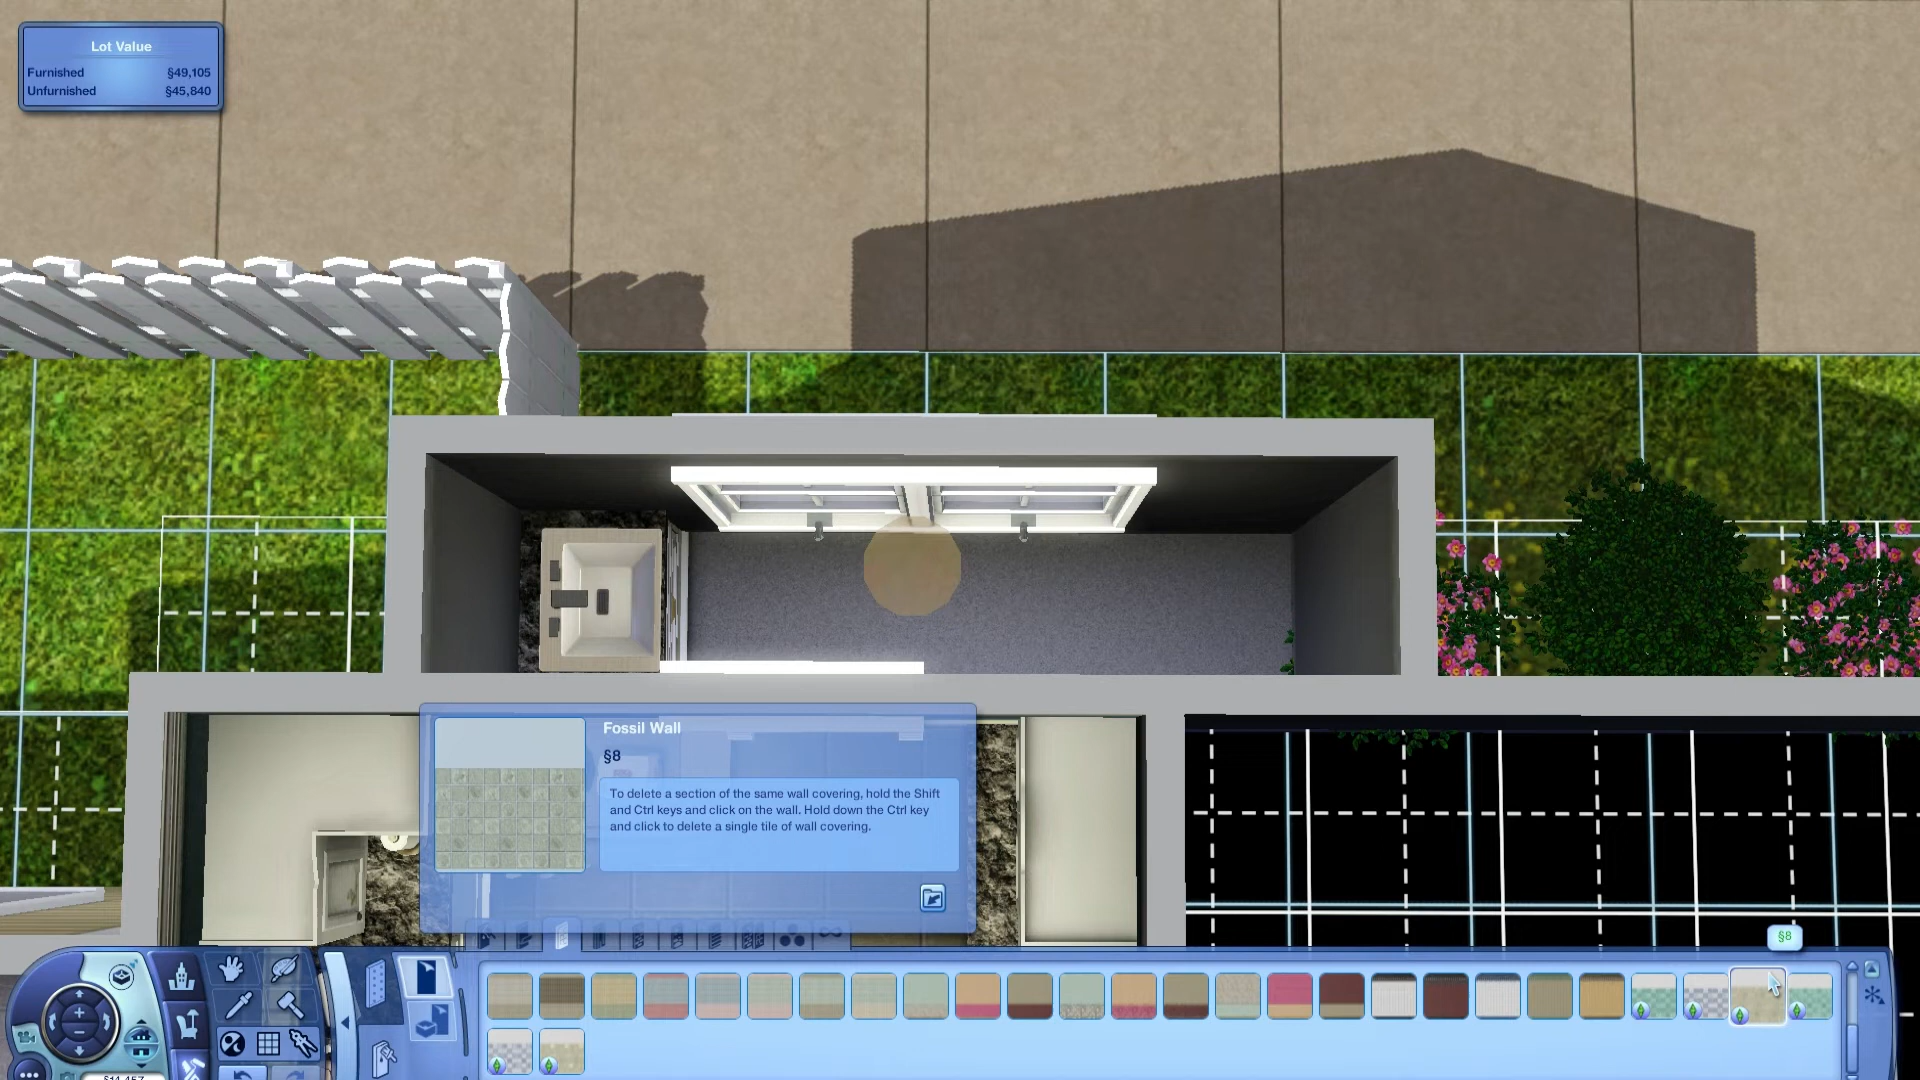 Lot Value
Furnished §49,105
Unfurnished §45,840
Fossil Wall
§8
To delete a section of the same wall covering, hold the Shift
and Ctrl keys and click on the wall. Hold down the Ctrl key
and click to delete a single tile of wall covering.
§8